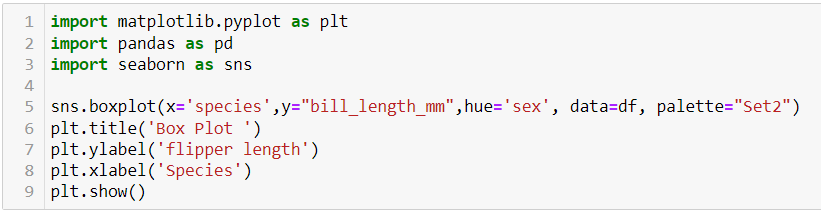 1 import matplotlib.pyplot as plt
2 import pandas as pd
3 import seaborn as sns
4
5 sns.boxplot(x='species',y="bill_length_mm",hue='sex', data=df, palette="Set2")
6 plt.title('Box Plot ')
7 plt.ylabel('flipper length')
8 plt.xlabel('Species')
9 plt.show()